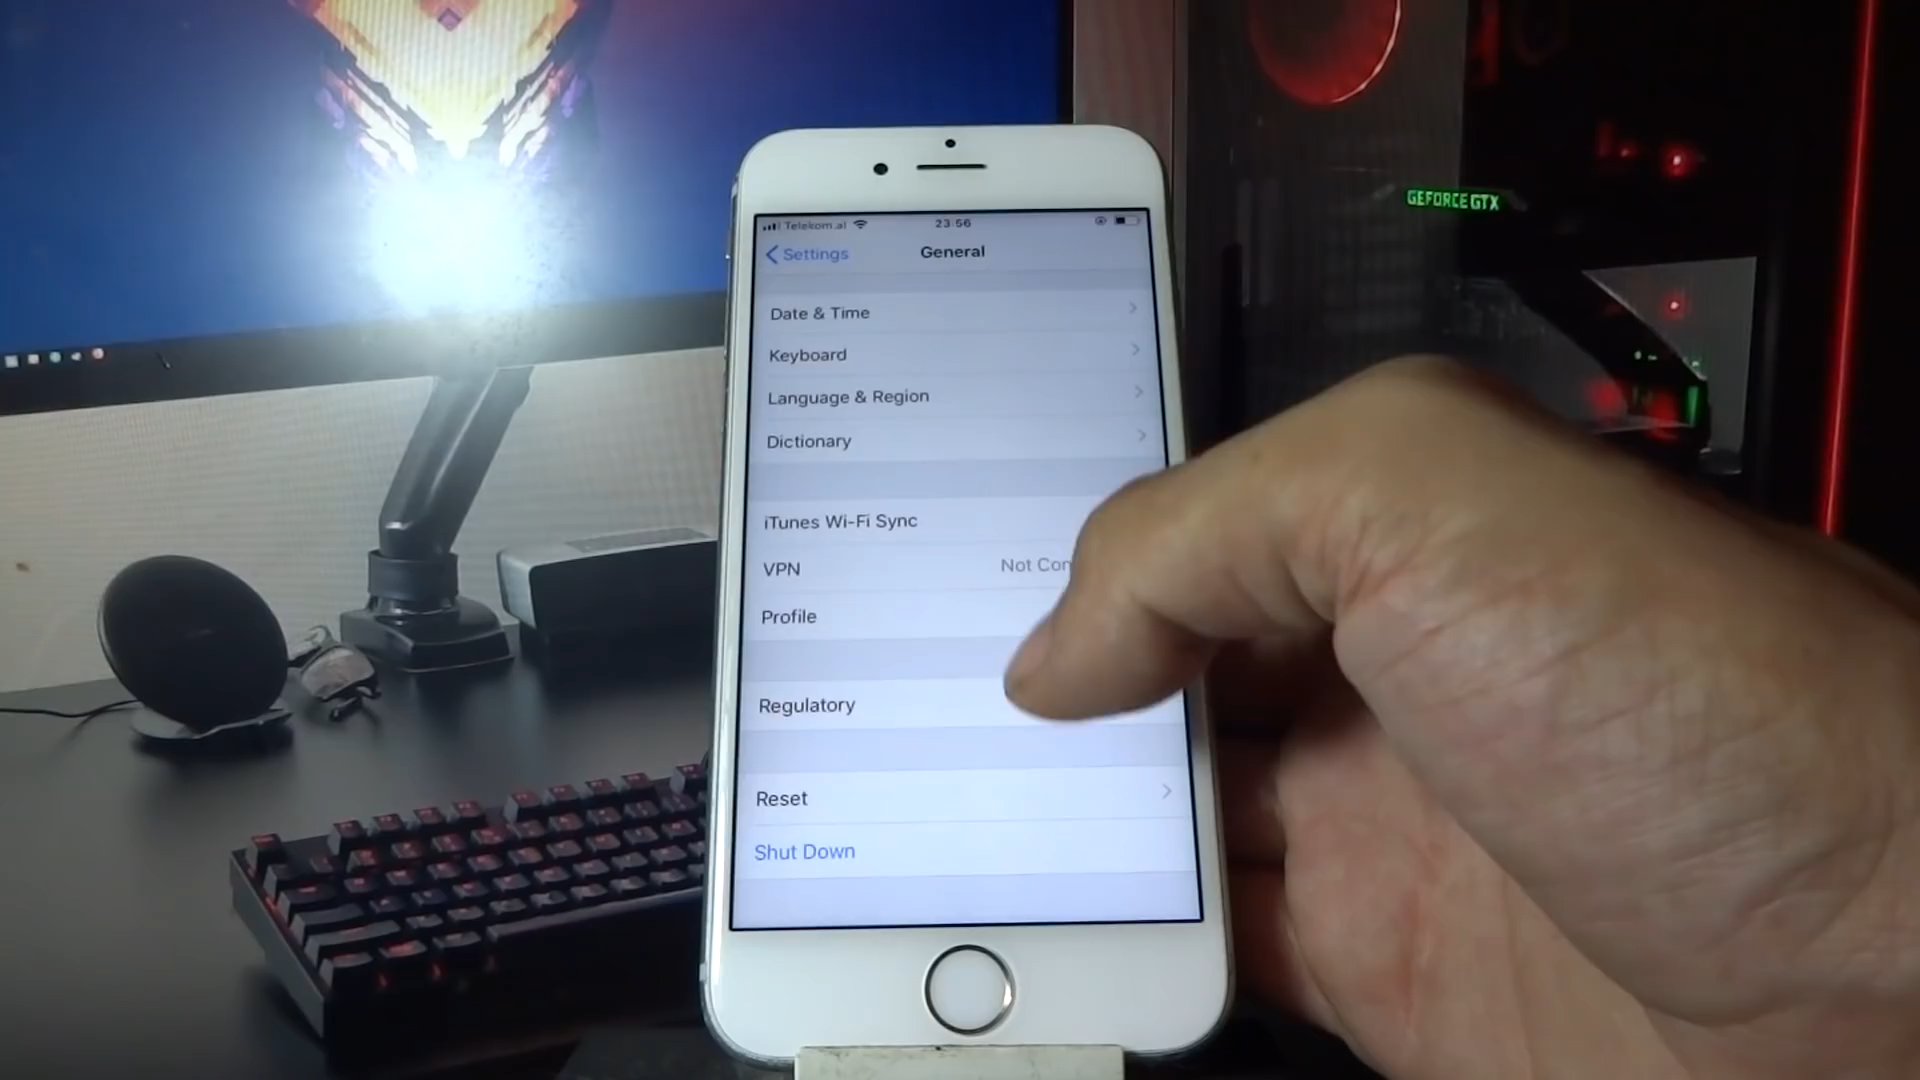 Telekom.al
23:56
Settings
General
Date & Time
Keyboard
Language & Region
Dictionary
iTunes Wi-Fi Sync
VPN Not Con
Profile
Regulatory
Reset
Shut Down
GEFORCE GTX